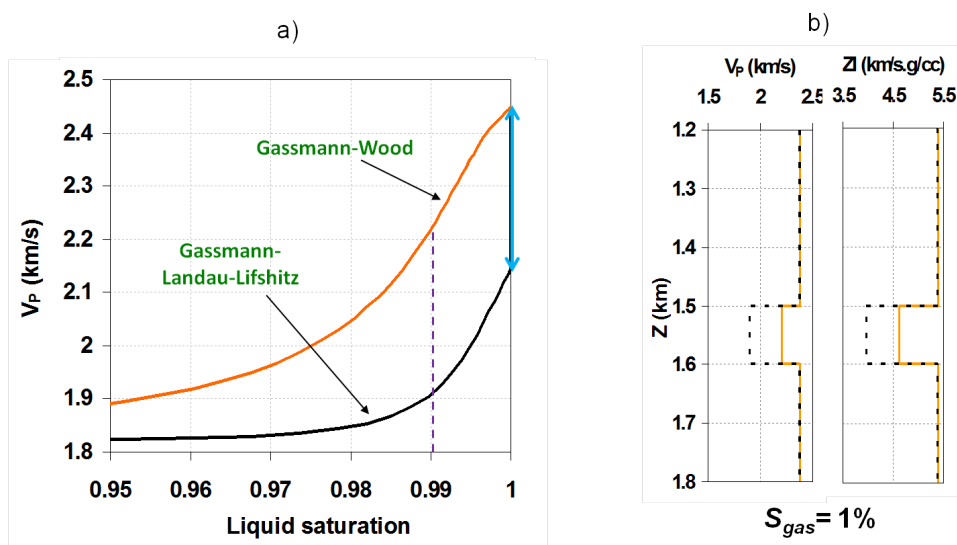 a)
2.5
2.4
2.3
2.2
2.1
2
1.9
1.8
V_P (km/s)
Gassmann-Wood
Gassmann-
Landau-Lifshitz
0.95 0.96 0.97 0.98 0.99 1
Liquid saturation
b)
V_P (km/s) ZI (km/s.g/cc)
1.5 2 2.5 3.5 4.5 5.5
1.2
1.3
1.4
1.5
1.6
1.7
1.8
Z (km)
S_gas= 1%